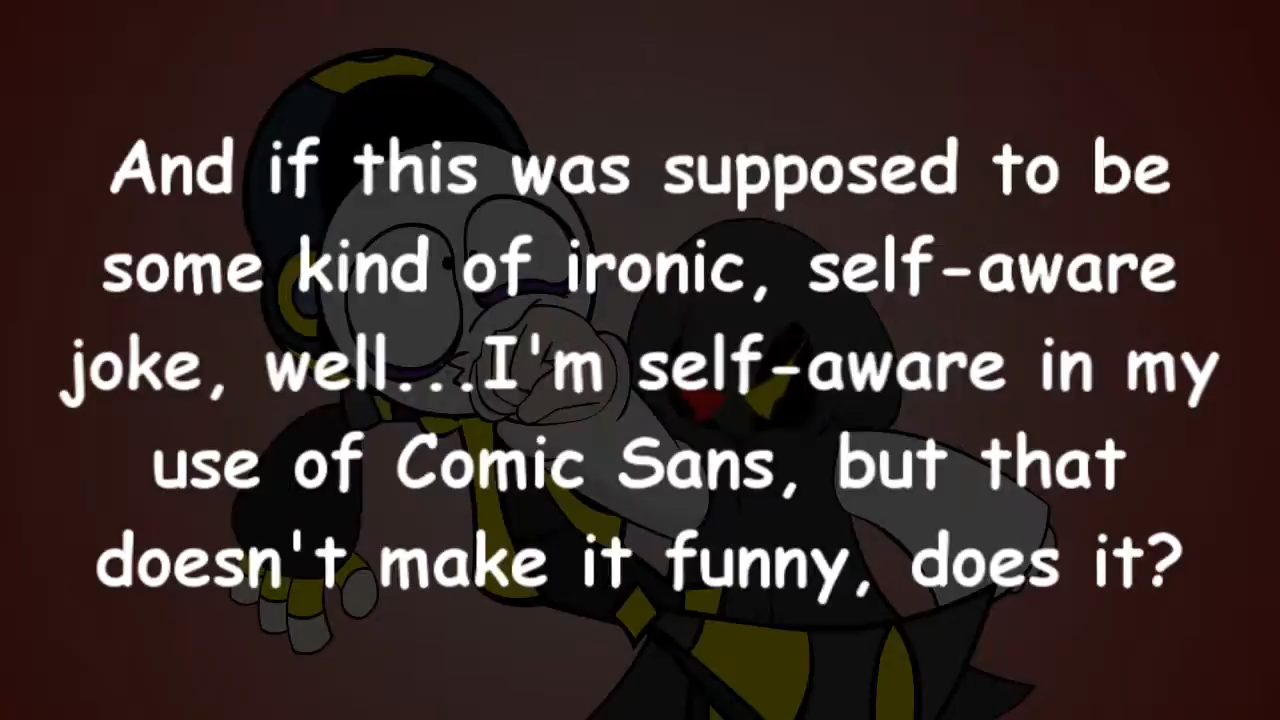 And if this was supposed to be
some kind of ironic, self-aware
joke, well...I'm self-aware in my
use of Comic Sans, but that
doesn't make it funny, does it?